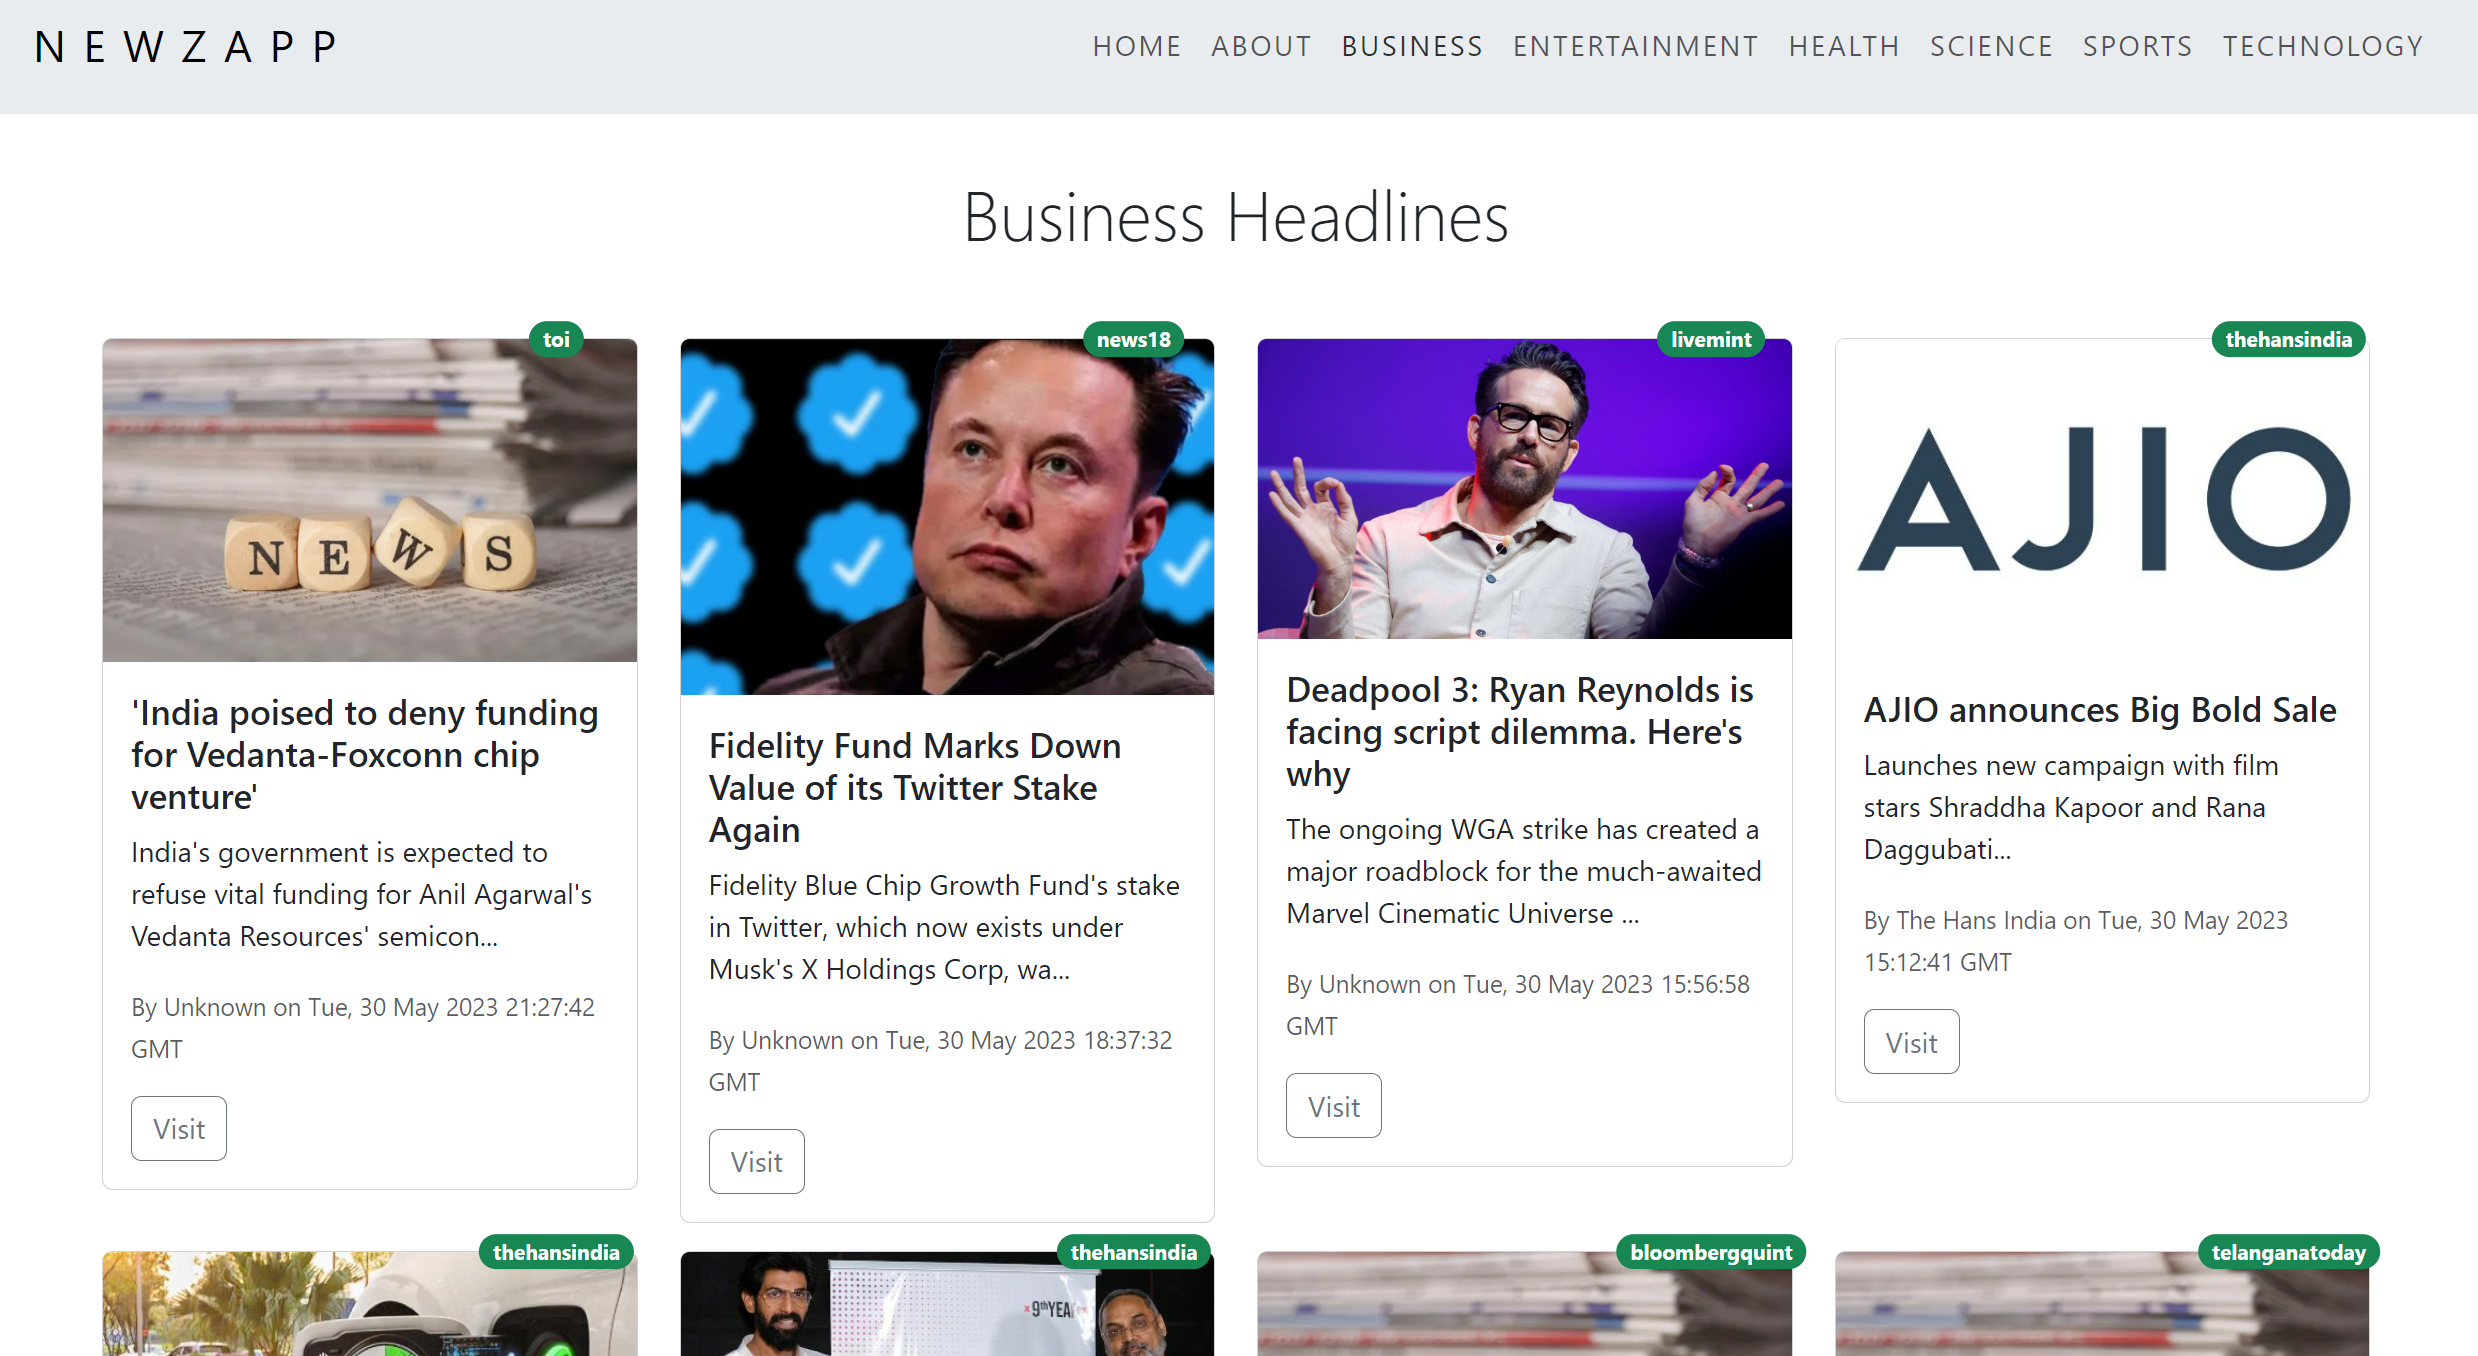 NEWZAPP
HOME ABOUT BUSINESS ENTERTAINMENT HEALTH SCIENCE SPORTS TECHNOLOGY
Business Headlines
toi
NEWS
'India poised to deny funding
for Vedanta-Foxconn chip
venture'
India's government is expected to
refuse vital funding for Anil Agarwal's
Vedanta Resources' semicon...
By Unknown on Tue, 30 May 2023 21:27:42
GMT
Visit
news18
Fidelity Fund Marks Down
Value of its Twitter Stake
Again
Fidelity Blue Chip Growth Fund's stake
in Twitter, which now exists under
Musk's X Holdings Corp, wa...
By Unknown on Tue, 30 May 2023 18:37:32
GMT
Visit
livemint
Deadpool 3: Ryan Reynolds is
facing script dilemma. Here's
why
The ongoing WGA strike has created a
major roadblock for the much-awaited
Marvel Cinematic Universe ...
By Unknown on Tue, 30 May 2023 15:56:58
GMT
Visit
thehansindia
AJIO
AJIO announces Big Bold Sale
Launches new campaign with film
stars Shraddha Kapoor and Rana
Daggubati...
By The Hans India on Tue, 30 May 2023
15:12:41 GMT
Visit
thehansindia
thehansindia
9th YEA
bloombergquint
telanganatoday